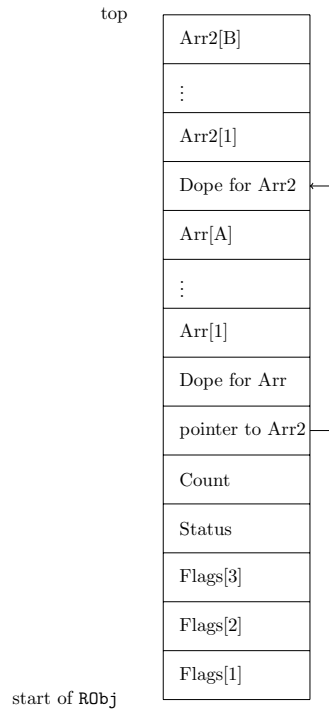 top
Arr2[B]
⋮
Arr2[1]
Dope for Arr2
Arr[A]
⋮
Arr[1]
Dope for Arr
pointer to Arr2
Count
Status
Flags[3]
Flags[2]
Flags[1]
start of RObj